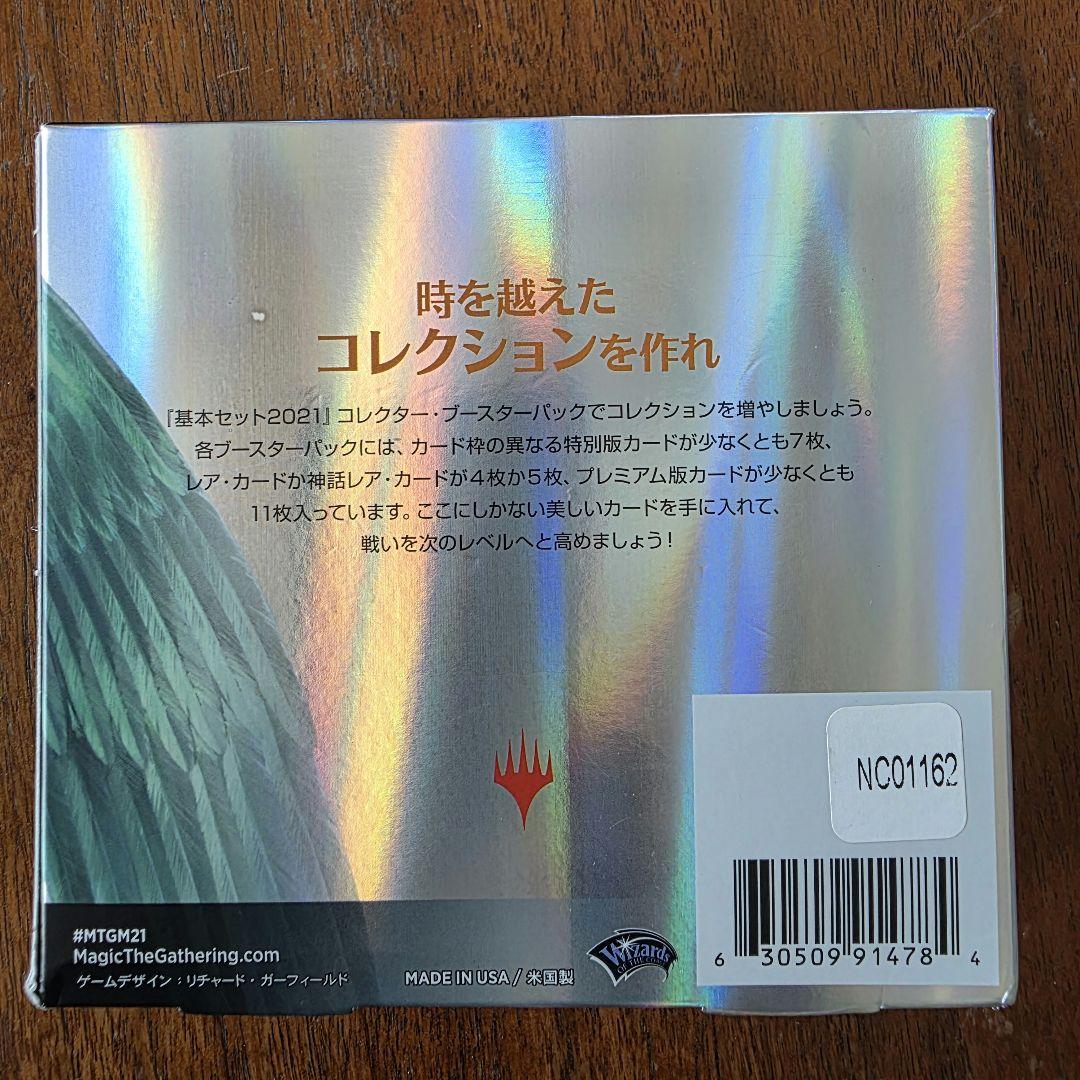 時を越えた
コレクションを作れ
『基本セット2021』コレクター・ブースターパックでコレクションを増やしましょう。
各ブースターパックには、カード枠の異なる特別版カードが少なくとも7枚、
レア・カードか神話レア・カードが4枚か5枚、プレミアム版カードが少なくとも
11枚入っています。ここにしかない美しいカードを手に入れて、
戦いを次のレベルへと高めましょう!
NC01162
#MTGM21
MagicTheGathering.com
ゲームデザイン:リチャード・ガーフィールド
MADE IN USA / 米国製
Wizards
OF THE COAST
6 30509 91478 4